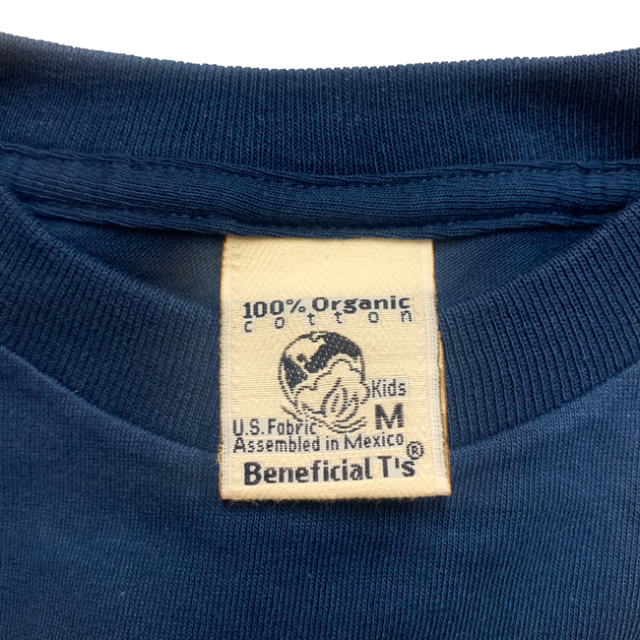 100% Organic
cotton
Kids
M
U.S. Fabric
Assembled in Mexico
Beneficial T's®